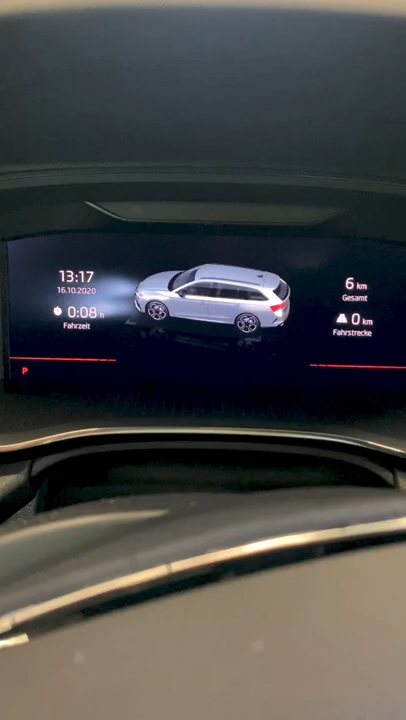 13:17
16.10.2020
0:08 h
Fahrzeit
6 km
Gesamt
0 km
Fahrstrecke
P